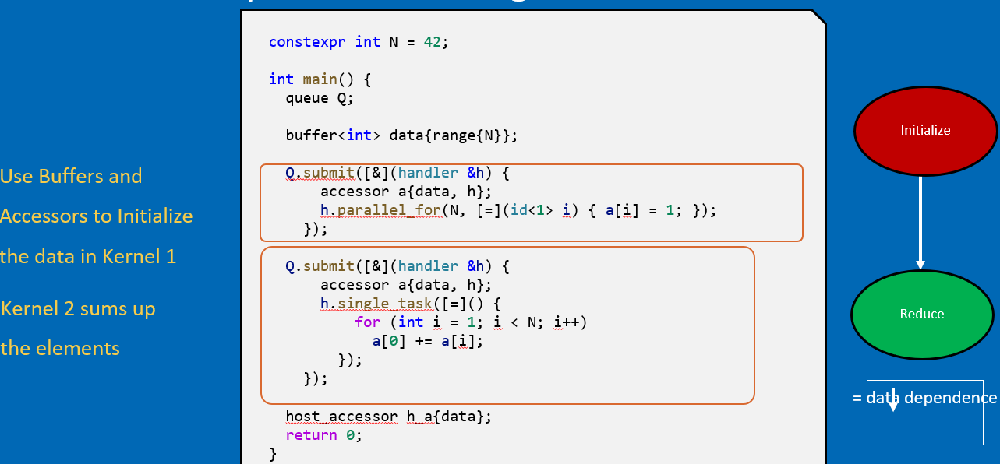 constexpr int N = 42;
int main() {
queue Q;
buffer<int> data{range{N}};
Q.submit([&](handler &h) {
accessor a{data, h};
h.parallel_for(N, [=](id<1> i) { a[i] = 1; });
});
Q.submit([&](handler &h) {
accessor a{data, h};
h.single_task([=]() {
for (int i = 1; i < N; i++)
a[0] += a[i];
});
});
host_accessor h_a{data};
return 0;
}
Use Buffers and
Accessors to Initialize
the data in Kernel 1
Kernel 2 sums up
the elements
Initialize
Reduce
= data dependence